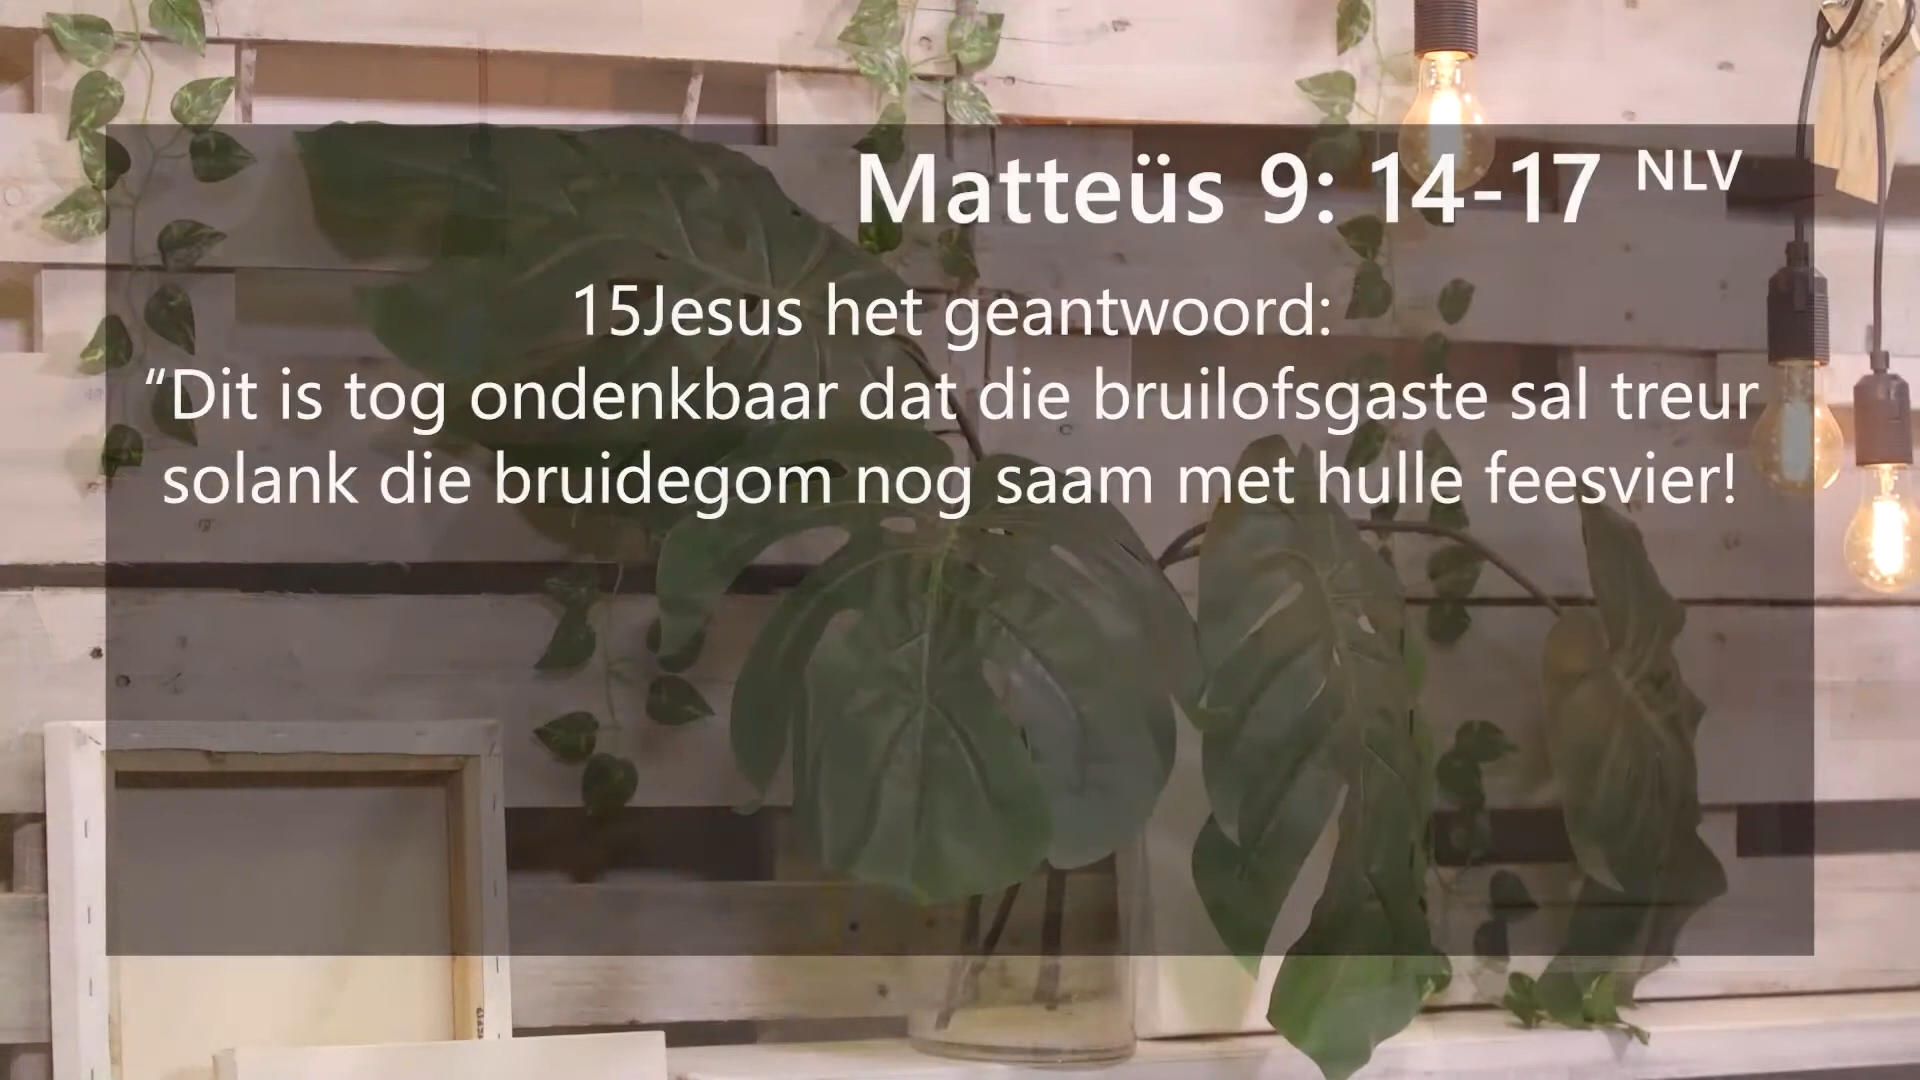 Matteüs 9: 14-17 NLV
15Jesus het geantwoord:
“Dit is tog ondenkbaar dat die bruilofsgaste sal treur
solank die bruidegom nog saam met hulle feesvier!